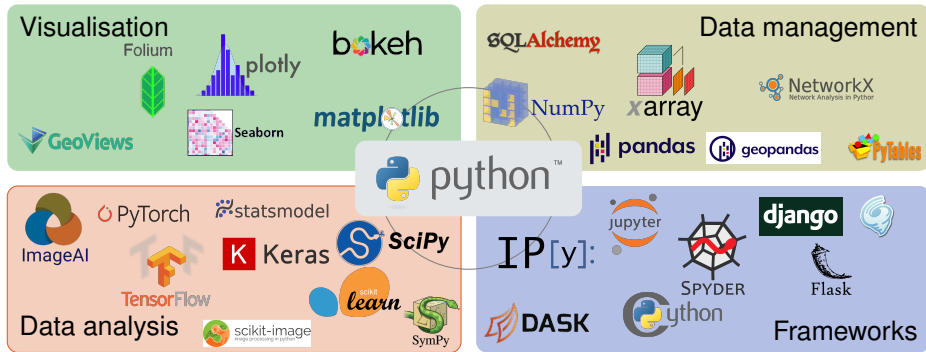 Visualisation
Folium
plotly
bokeh
GeoViews
Seaborn
matplotlib
Data management
SQLAlchemy
NumPy
xarray
NetworkX
Network Analysis in Python
pandas
geopandas
PyTables
python™
ImageAI
PyTorch
statsmodel
TensorFlow
K Keras
SciPy
scikit
learn
scikit-image
image processing in python
SymPy
Data analysis
IP[y]:
jupyter
SPYDER
django
Flask
DASK
Cython
Frameworks